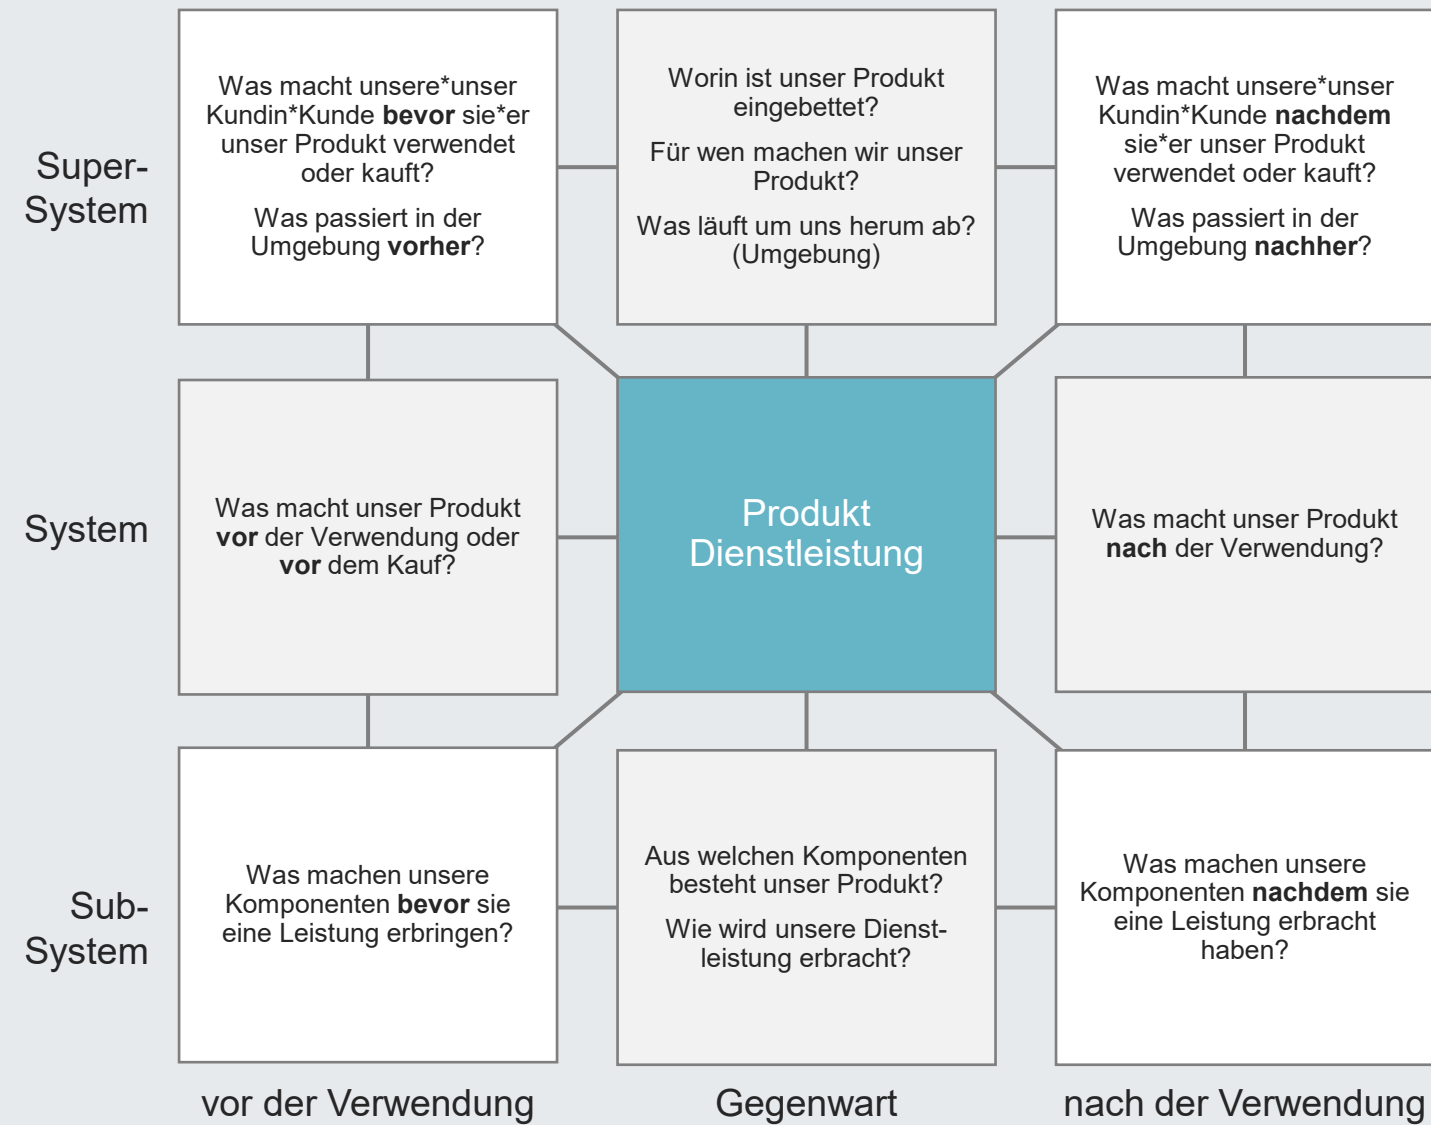 Super-
System
Was macht unsere*unser
Kundin*Kunde bevor sie*er
unser Produkt verwendet
oder kauft?
Was passiert in der
Umgebung vorher?
Worin ist unser Produkt
eingebettet?
Für wen machen wir unser
Produkt?
Was läuft um uns herum ab?
(Umgebung)
Was macht unsere*unser
Kundin*Kunde nachdem
sie*er unser Produkt
verwendet oder kauft?
Was passiert in der
Umgebung nachher?
System
Was macht unser Produkt
vor der Verwendung oder
vor dem Kauf?
Produkt
Dienstleistung
Was macht unser Produkt
nach der Verwendung?
Sub-
System
Was machen unsere
Komponenten bevor sie
eine Leistung erbringen?
Aus welchen Komponenten
besteht unser Produkt?
Wie wird unsere Dienst-
leistung erbracht?
Was machen unsere
Komponenten nachdem sie
eine Leistung erbracht
haben?
vor der Verwendung
Gegenwart
nach der Verwendung